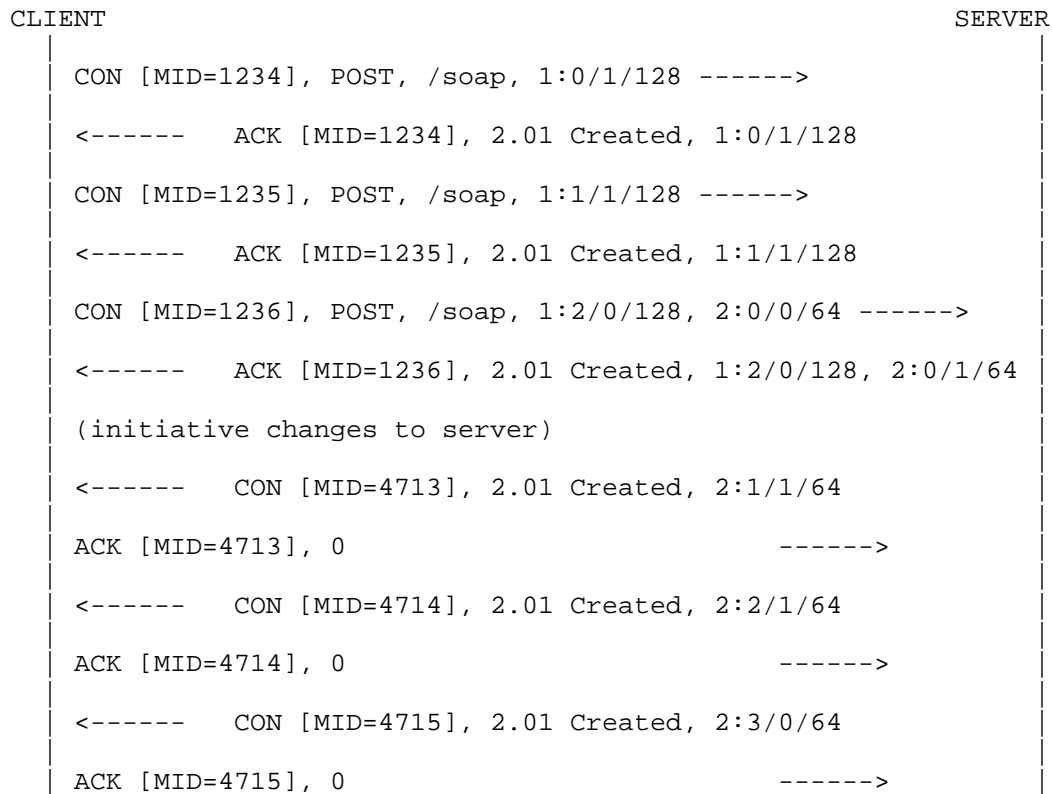 CLIENT                                                     SERVER
CON [MID=1234], POST, /soap, 1:0/1/128 ------>
<------   ACK [MID=1234], 2.01 Created, 1:0/1/128
CON [MID=1235], POST, /soap, 1:1/1/128 ------>
<------   ACK [MID=1235], 2.01 Created, 1:1/1/128
CON [MID=1236], POST, /soap, 1:2/0/128, 2:0/0/64 ------>
<------   ACK [MID=1236], 2.01 Created, 1:2/0/128, 2:0/1/64
(initiative changes to server)
<------   CON [MID=4713], 2.01 Created, 2:1/1/64
ACK [MID=4713], 0                          ------>
<------   CON [MID=4714], 2.01 Created, 2:2/1/64
ACK [MID=4714], 0                          ------>
<------   CON [MID=4715], 2.01 Created, 2:3/0/64
ACK [MID=4715], 0                          ------>